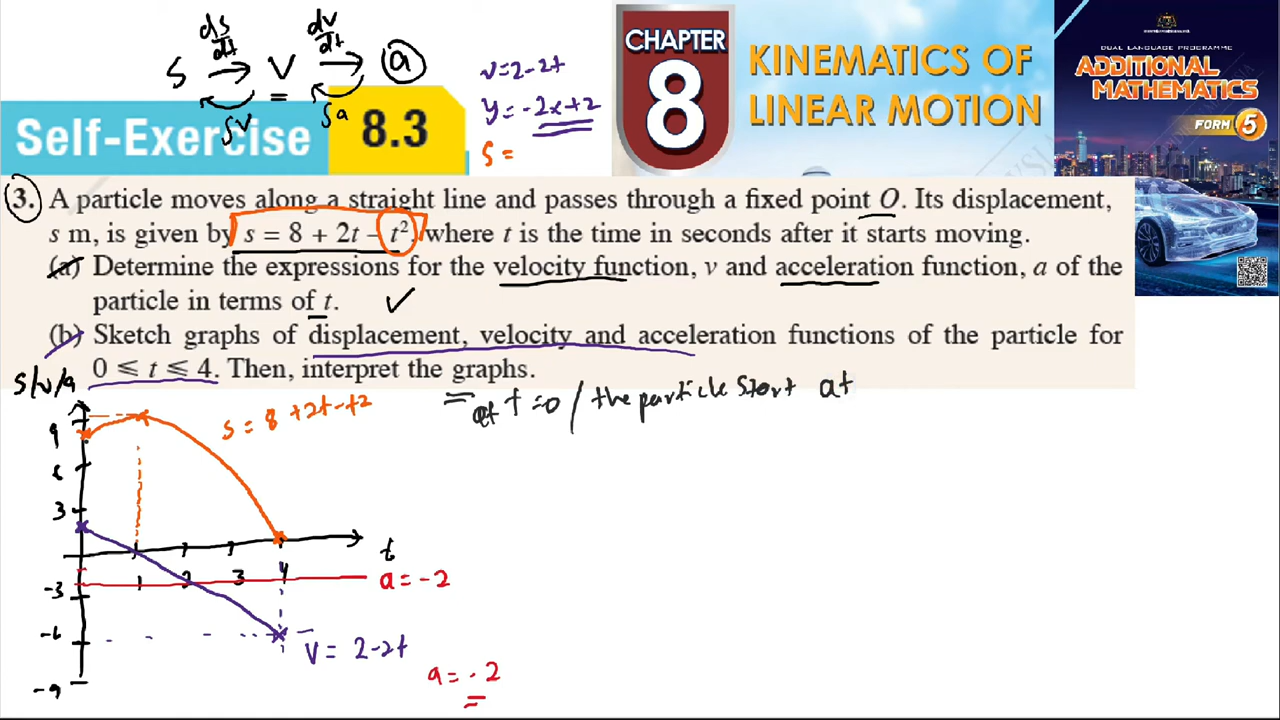 S ds/dt → V dv/dt → a
∫v ∫a
v=2-2t
y=-2x+2
s=
Self-Exercise 8.3
CHAPTER 8
KINEMATICS OF LINEAR MOTION
DUAL LANGUAGE PROGRAMME
ADDITIONAL MATHEMATICS
FORM 5
3. A particle moves along a straight line and passes through a fixed point O. Its displacement,
s m, is given by s = 8 + 2t – t², where t is the time in seconds after it starts moving.
(a) Determine the expressions for the velocity function, v and acceleration function, a of the
particle in terms of t. ✓
(b) Sketch graphs of displacement, velocity and acceleration functions of the particle for
0 ⩽ t ⩽ 4. Then, interpret the graphs.
S/v/a
at t=0 / the particle start at
s = 8+2t-t²
9
6
3
t
1 2 3 4
-3
a=-2
-6
v= 2-2t
a=-2
-9